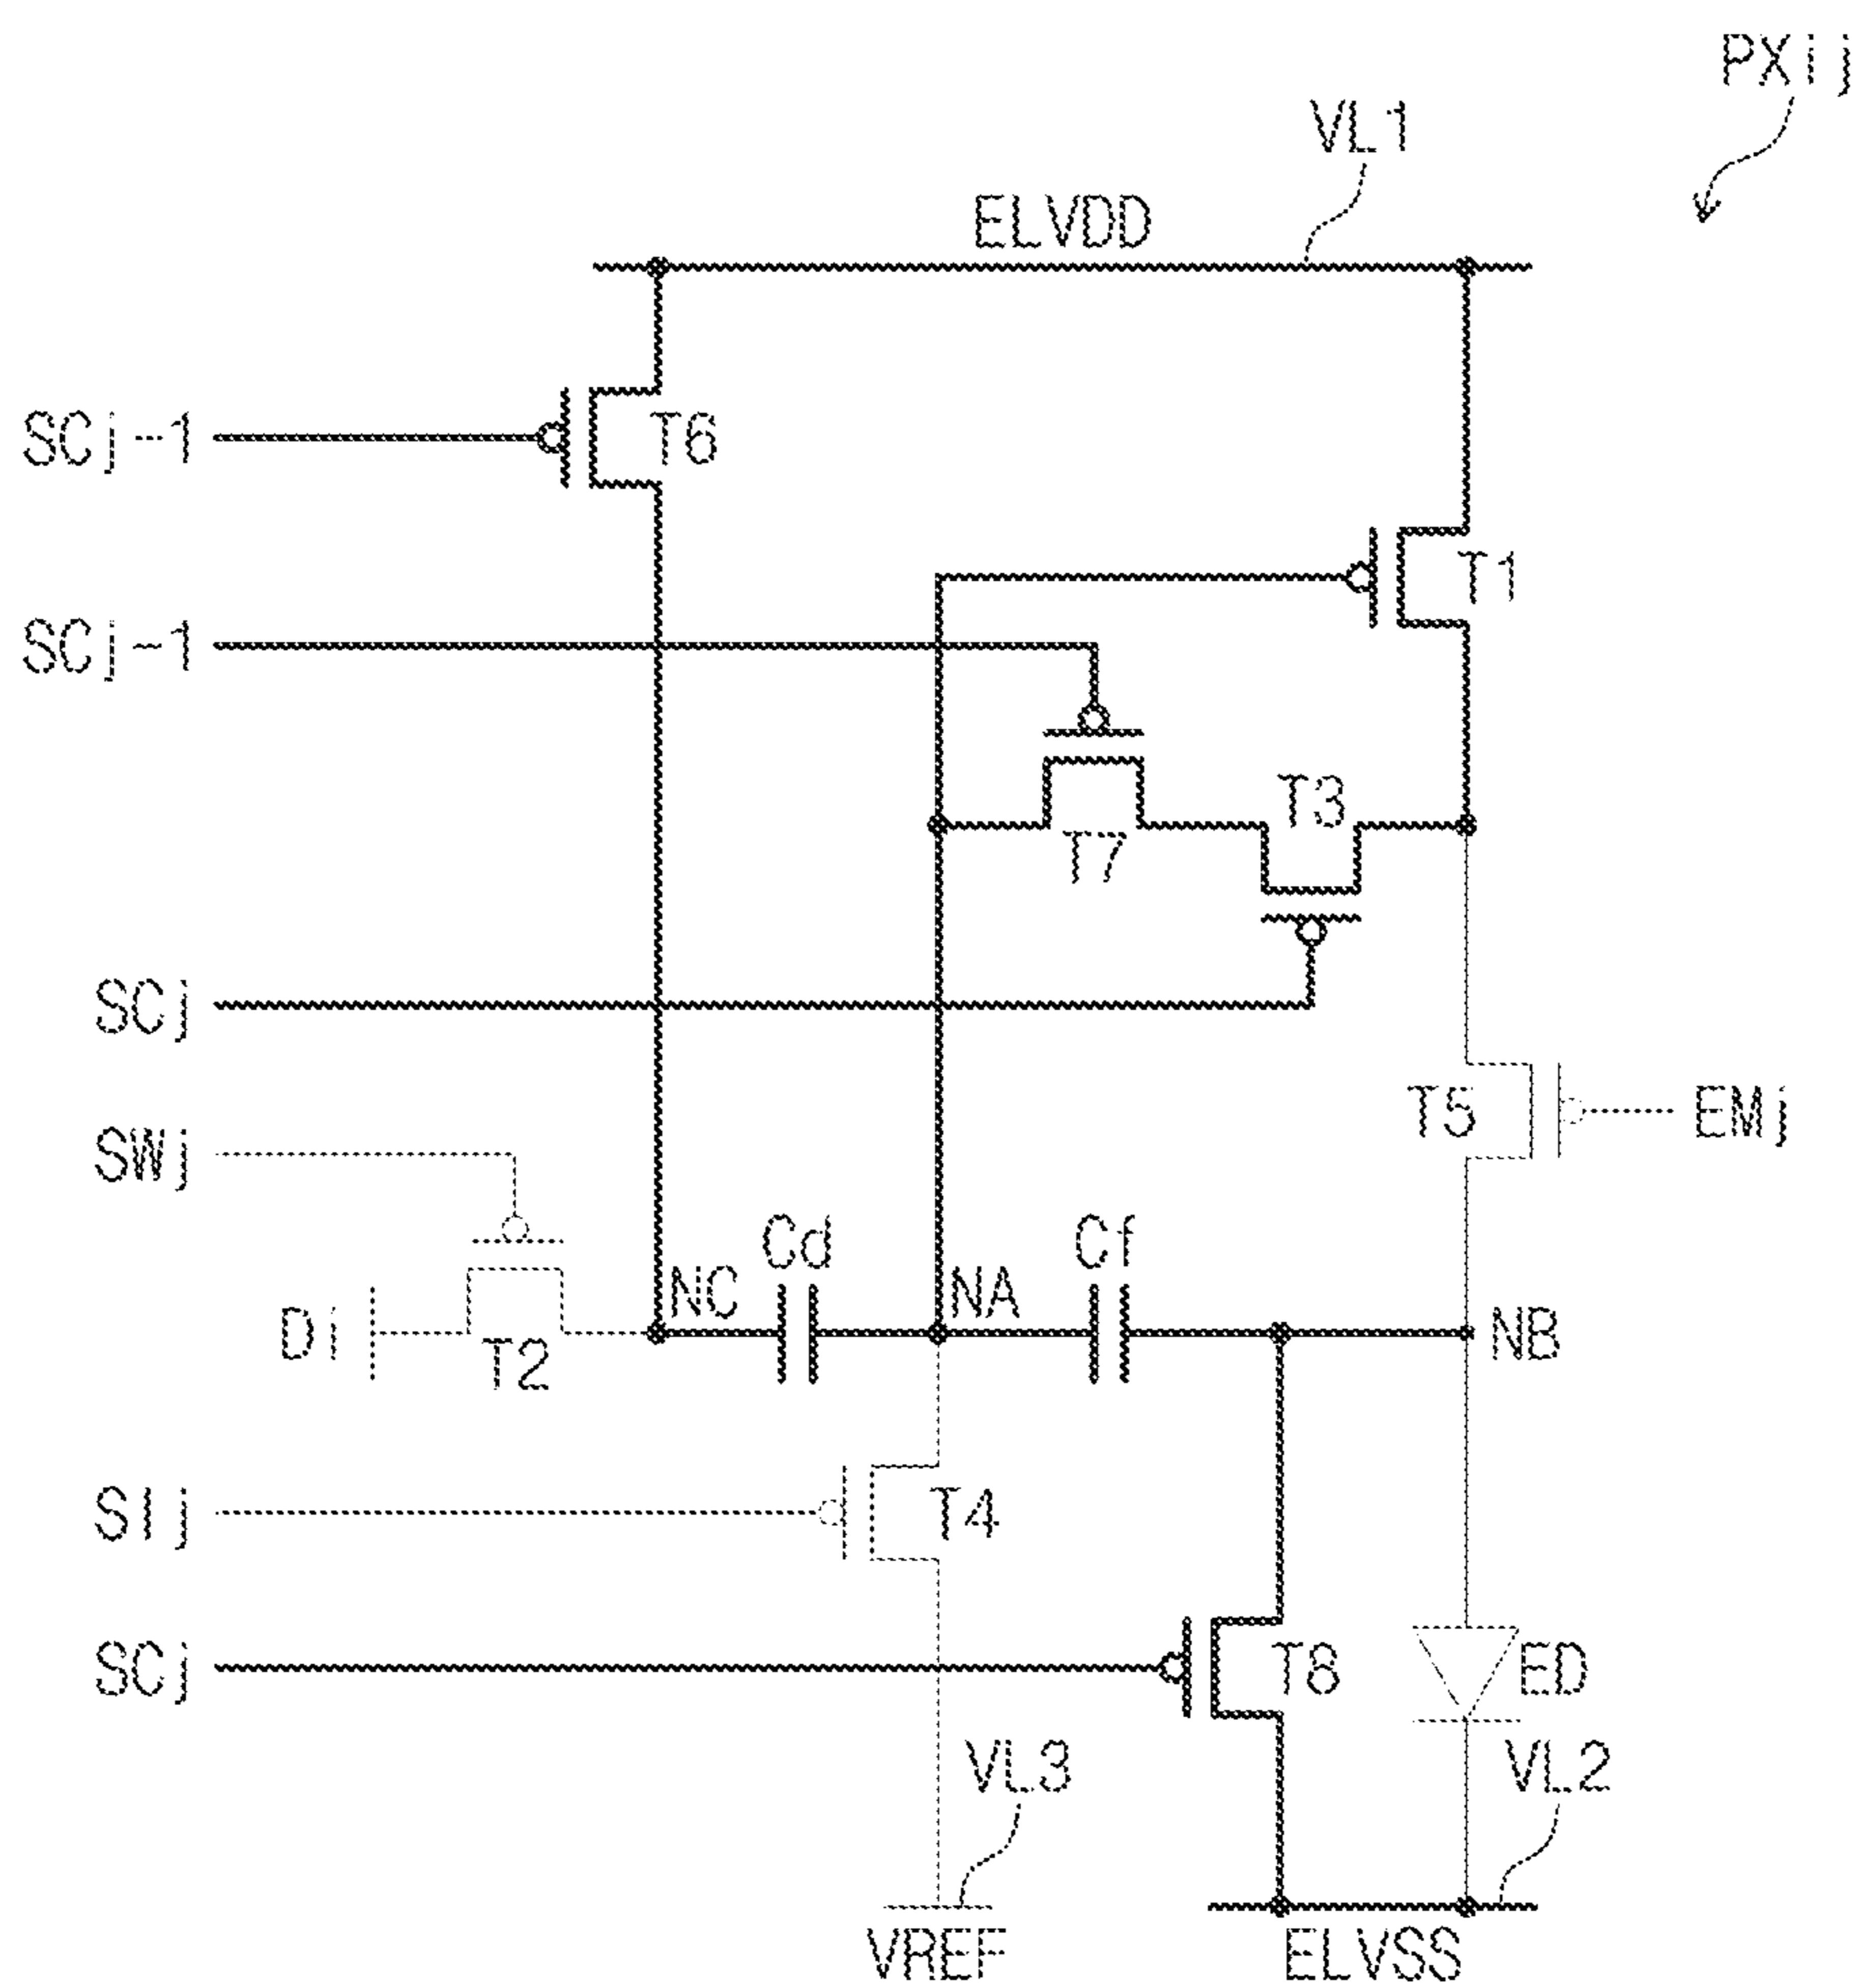 PXij
VL1
ELVDD
SCj-1
T6
T1
SCj-1
T3
T7
SCj
T5
EMj
SWj
Cd
Cf
NC
NA
NB
Di
T2
SIj
T4
SCj
T8
ED
VL3
VL2
VREF
ELVSS